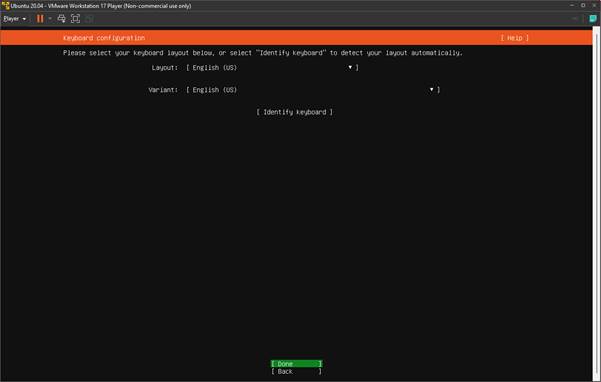 Ubuntu 20.04 - VMware Workstation 17 Player (Non-commercial use only)
Player
Keyboard configuration [ Help ]
Please select your keyboard layout below, or select "Identify keyboard" to detect your layout automatically.
Layout: [ English (US) ▾ ]
Variant: [ English (US) ▾ ]
[ Identify keyboard ]
[ Done ]
[ Back ]